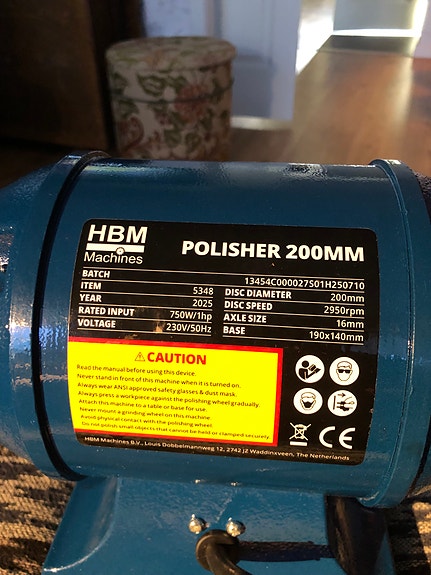 HBM
Machines
POLISHER 200MM
BATCH 13454C000027S01H250710
ITEM 5348 DISC DIAMETER 200mm
YEAR 2025 DISC SPEED 2950rpm
RATED INPUT 750W/1hp AXLE SIZE 16mm
VOLTAGE 230V/50Hz BASE 190x140mm
⚠CAUTION
Read the manual before using this device.
Never stand in front of this machine when it is turned on.
Always wear ANSI approved safety glasses & dust mask.
Always press a workpiece against the polishing wheel gradually.
Attach this machine to a table or base for use.
Never mount a grinding wheel on this machine.
Avoid physical contact with the polishing wheel.
Do not polish small objects that cannot be held or clamped securely.
CE
HBM Machines B.V., Louis Dobbelmannweg 12, 2742 JZ Waddinxveen, The Netherlands